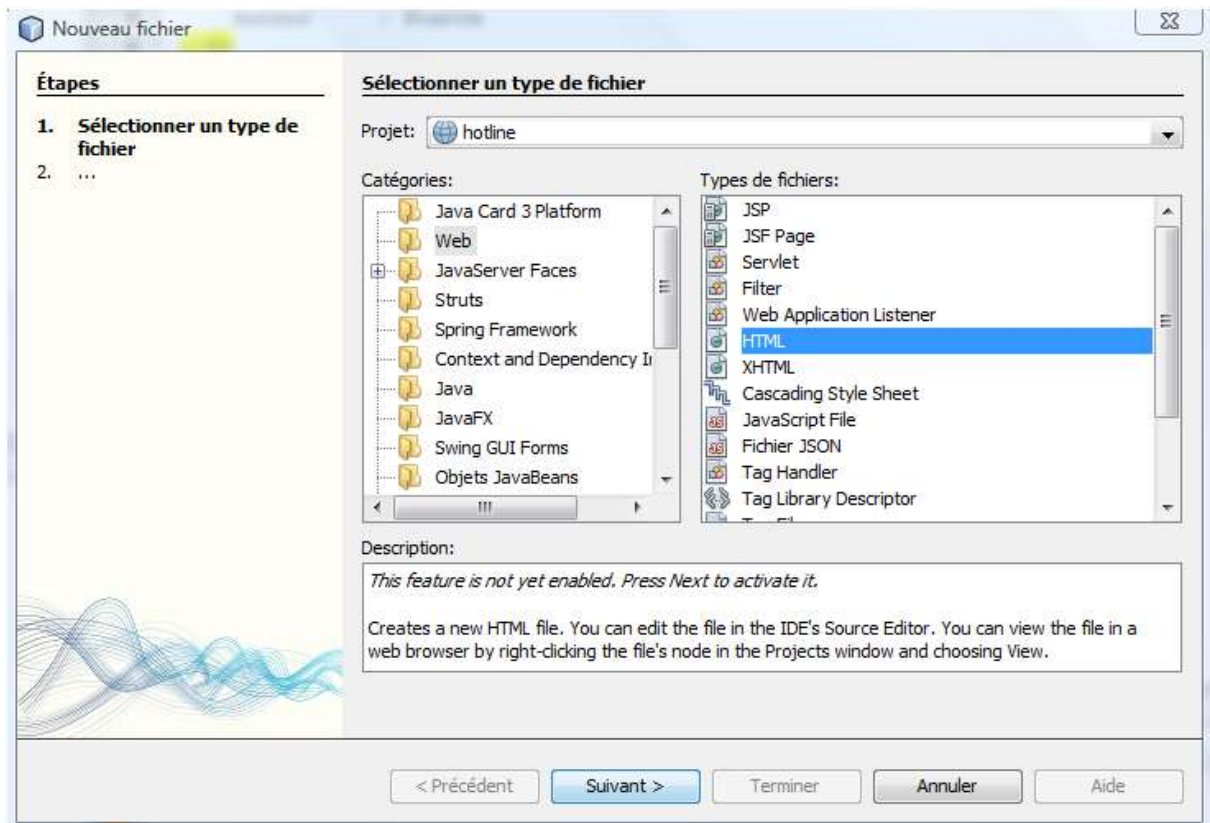 Nouveau fichier
Étapes
1. Sélectionner un type de
fichier
2. ...
Sélectionner un type de fichier
Projet: hotline
Catégories:
Java Card 3 Platform
Web
JavaServer Faces
Struts
Spring Framework
Context and Dependency
Java
JavaFX
Swing GUI Forms
Objets JavaBeans
Types de fichiers:
JSP
JSF Page
Servlet
Filter
Web Application Listener
HTML
XHTML
Cascading Style Sheet
JavaScript File
Fichier JSON
Tag Handler
Tag Library Descriptor
Description:
This feature is not yet enabled. Press Next to activate it.
Creates a new HTML file. You can edit the file in the IDE's Source Editor. You can view the file in a
web browser by right-clicking the file's node in the Projects window and choosing View.
< Précédent
Suivant >
Terminer
Annuler
Aide